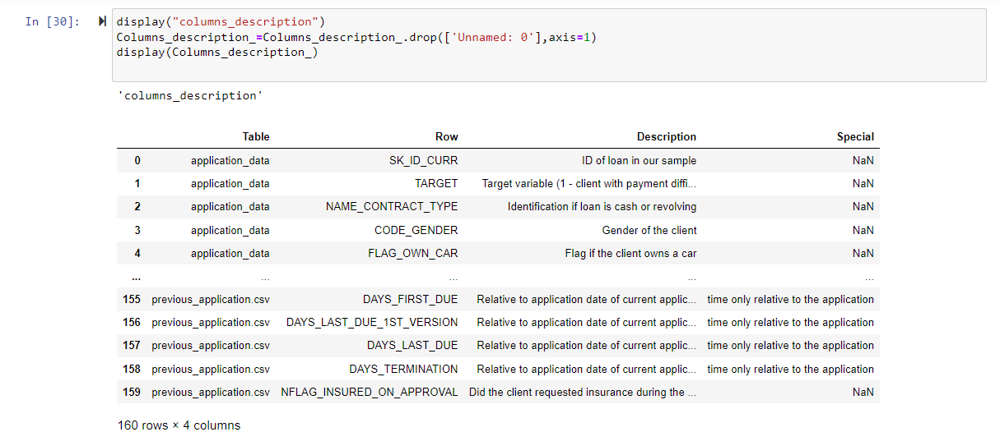 In [30]:
display("columns_description")
Columns_description_=Columns_description_.drop(['Unnamed: 0'],axis=1)
display(Columns_description_)
'columns_description'
Table Row Description Special
0 application_data SK_ID_CURR ID of loan in our sample NaN
1 application_data TARGET Target variable (1 - client with payment diffi... NaN
2 application_data NAME_CONTRACT_TYPE Identification if loan is cash or revolving NaN
3 application_data CODE_GENDER Gender of the client NaN
4 application_data FLAG_OWN_CAR Flag if the client owns a car NaN
... ... ... ... ...
155 previous_application.csv DAYS_FIRST_DUE Relative to application date of current applic... time only relative to the application
156 previous_application.csv DAYS_LAST_DUE_1ST_VERSION Relative to application date of current applic... time only relative to the application
157 previous_application.csv DAYS_LAST_DUE Relative to application date of current applic... time only relative to the application
158 previous_application.csv DAYS_TERMINATION Relative to application date of current applic... time only relative to the application
159 previous_application.csv NFLAG_INSURED_ON_APPROVAL Did the client requested insurance during the ... NaN
160 rows × 4 columns